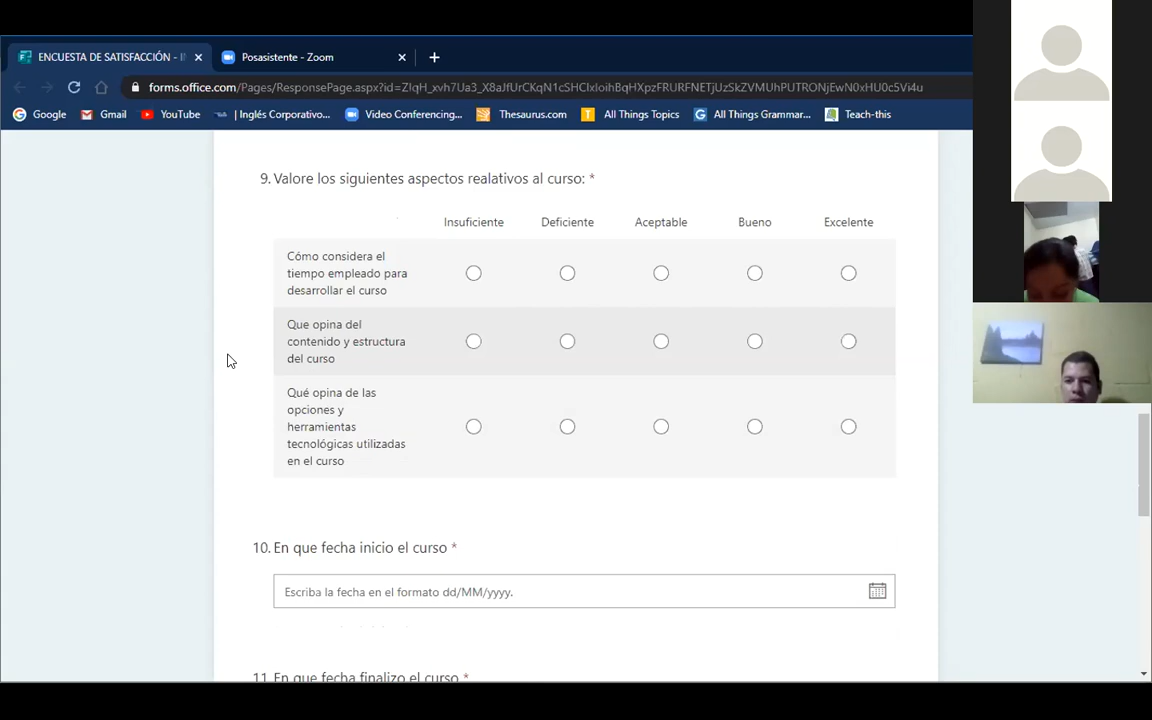 ENCUESTA DE SATISFACCIÓN - II
Posasistente - Zoom
forms.office.com/Pages/ResponsePage.aspx?id=
Google
Gmail
YouTube
| Inglés Corporativo...
Video Conferencing...
Thesaurus.com
All Things Topics
All Things Grammar...
Teach-this
9. Valore los siguientes aspectos realativos al curso: *
Insuficiente Deficiente Aceptable Bueno Excelente
Cómo considera el
tiempo empleado para
desarrollar el curso
Que opina del
contenido y estructura
del curso
Qué opina de las
opciones y
herramientas
tecnológicas utilizadas
en el curso
10. En que fecha inicio el curso *
Escriba la fecha en el formato dd/MM/yyyy.
11. En que fecha finalizo el curso *